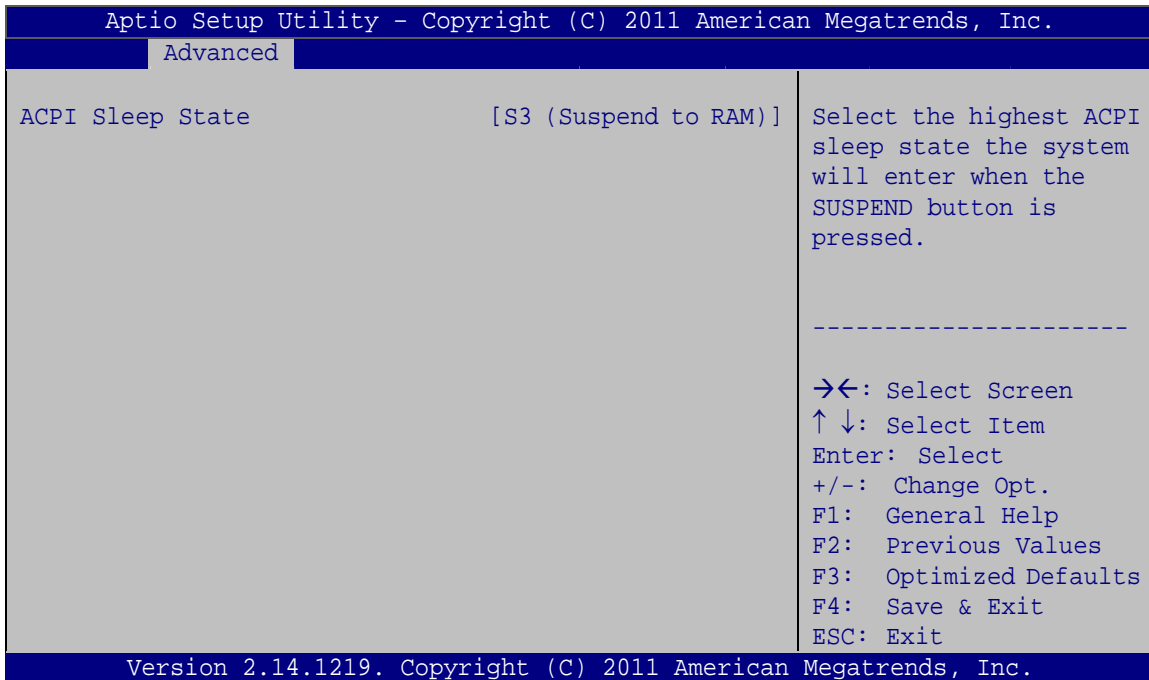 Aptio Setup Utility – Copyright (C) 2011 American Megatrends, Inc.
Advanced
ACPI Sleep State [S3 (Suspend to RAM)]
Select the highest ACPI
sleep state the system
will enter when the
SUSPEND button is
pressed.
----------------------
→←: Select Screen
↑ ↓: Select Item
Enter: Select
+/-: Change Opt.
F1: General Help
F2: Previous Values
F3: Optimized Defaults
F4: Save & Exit
ESC: Exit
Version 2.14.1219. Copyright (C) 2011 American Megatrends, Inc.